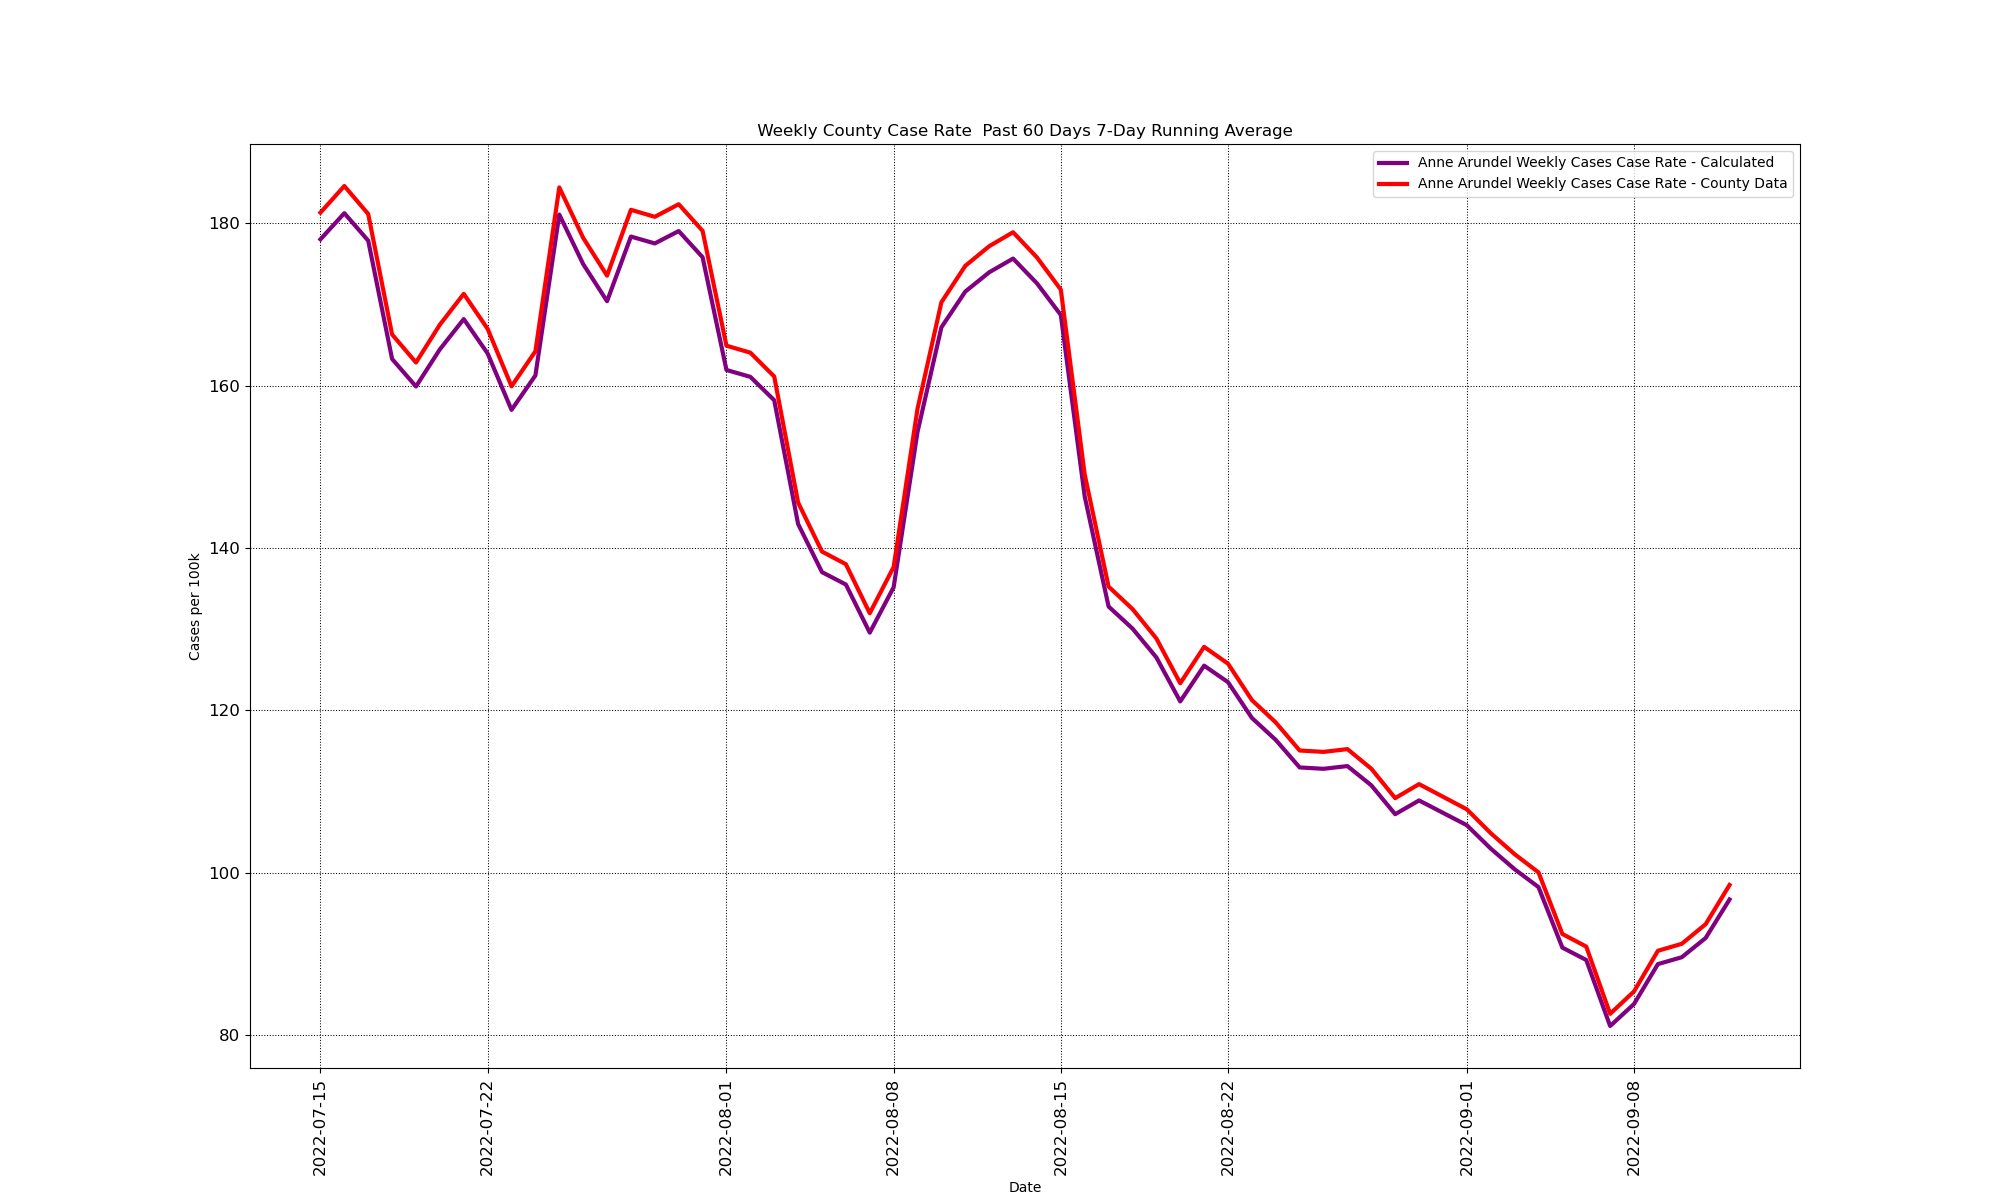 Weekly County Case Rate  Past 60 Days 7-Day Running Average
Anne Arundel Weekly Cases Case Rate - Calculated
Anne Arundel Weekly Cases Case Rate - County Data
180
160
140
120
100
80
Cases per 100k
2022-07-15
2022-07-22
2022-08-01
2022-08-08
2022-08-15
2022-08-22
2022-09-01
2022-09-08
Date